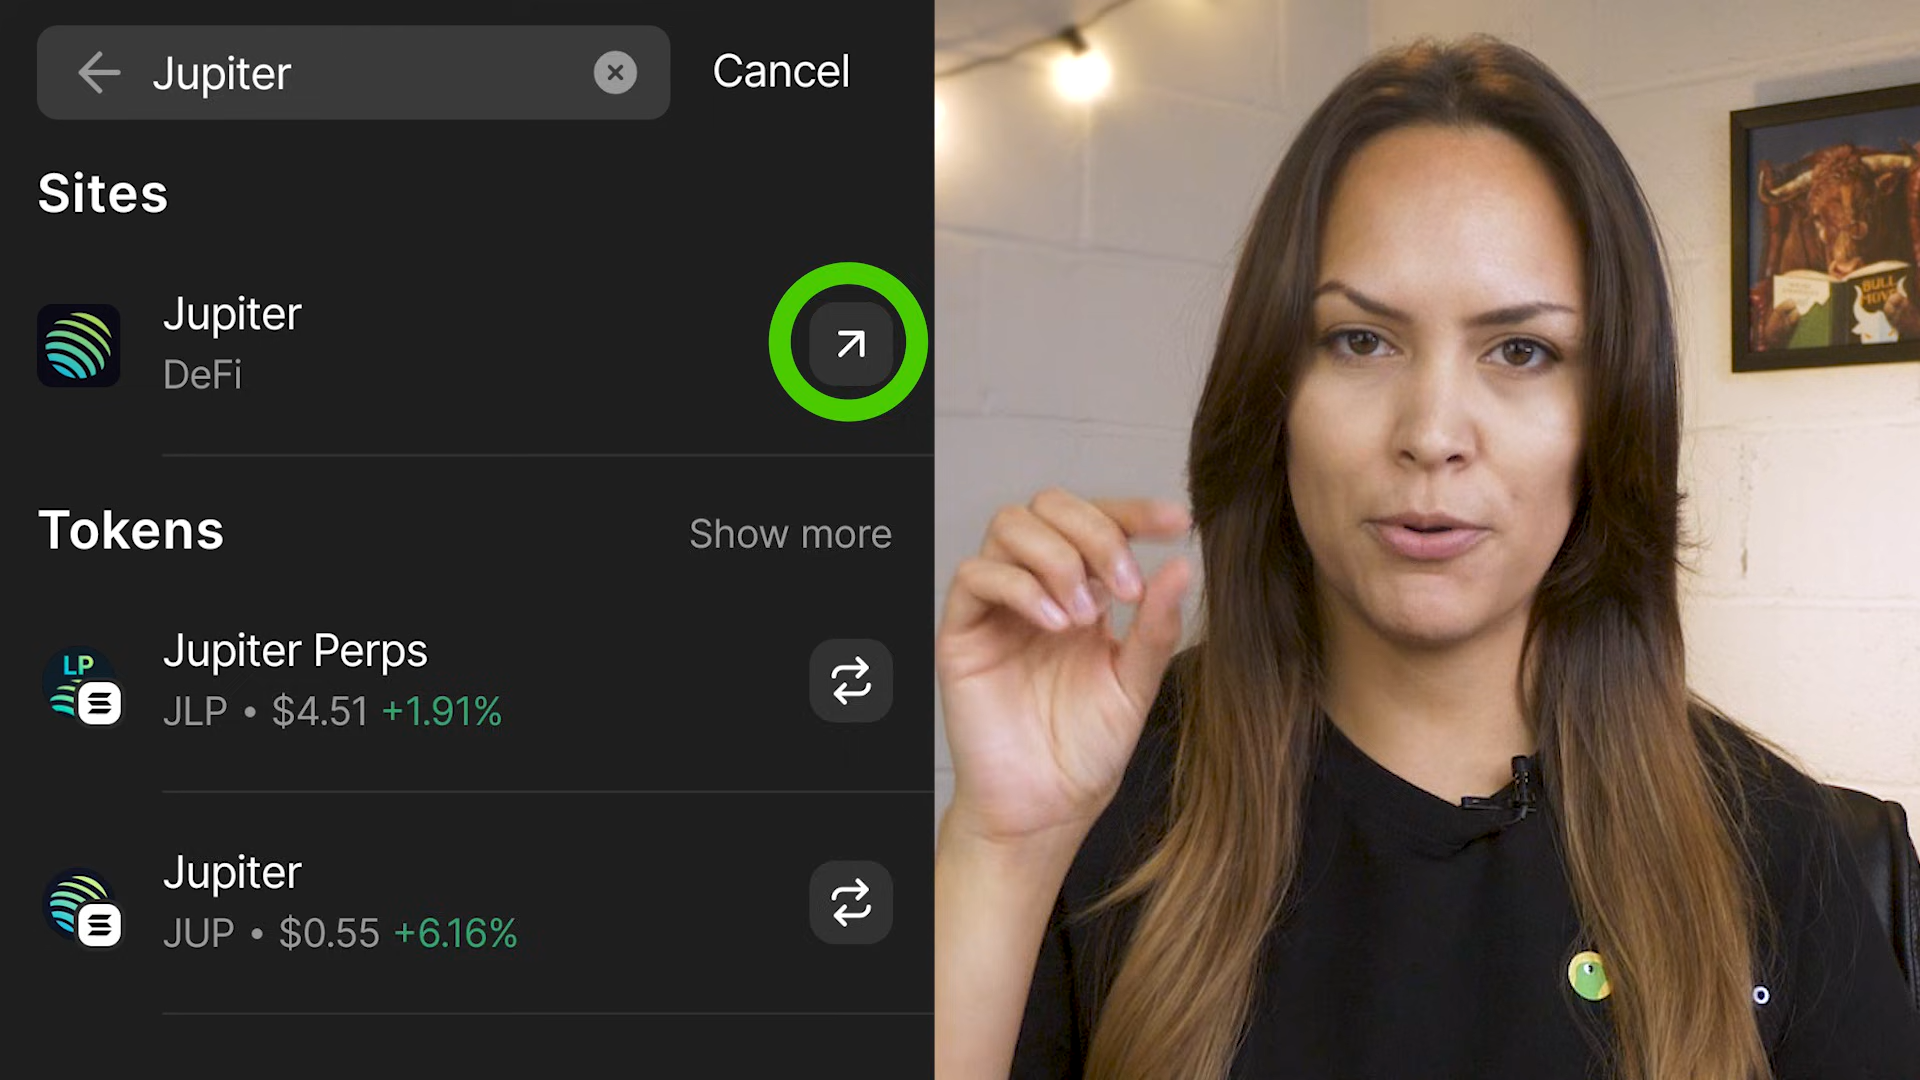 Jupiter
Cancel
Sites
Jupiter
DeFi
Tokens
Show more
Jupiter Perps
LP
JLP • $4.51 +1.91%
Jupiter
JUP • $0.55 +6.16%
BULL